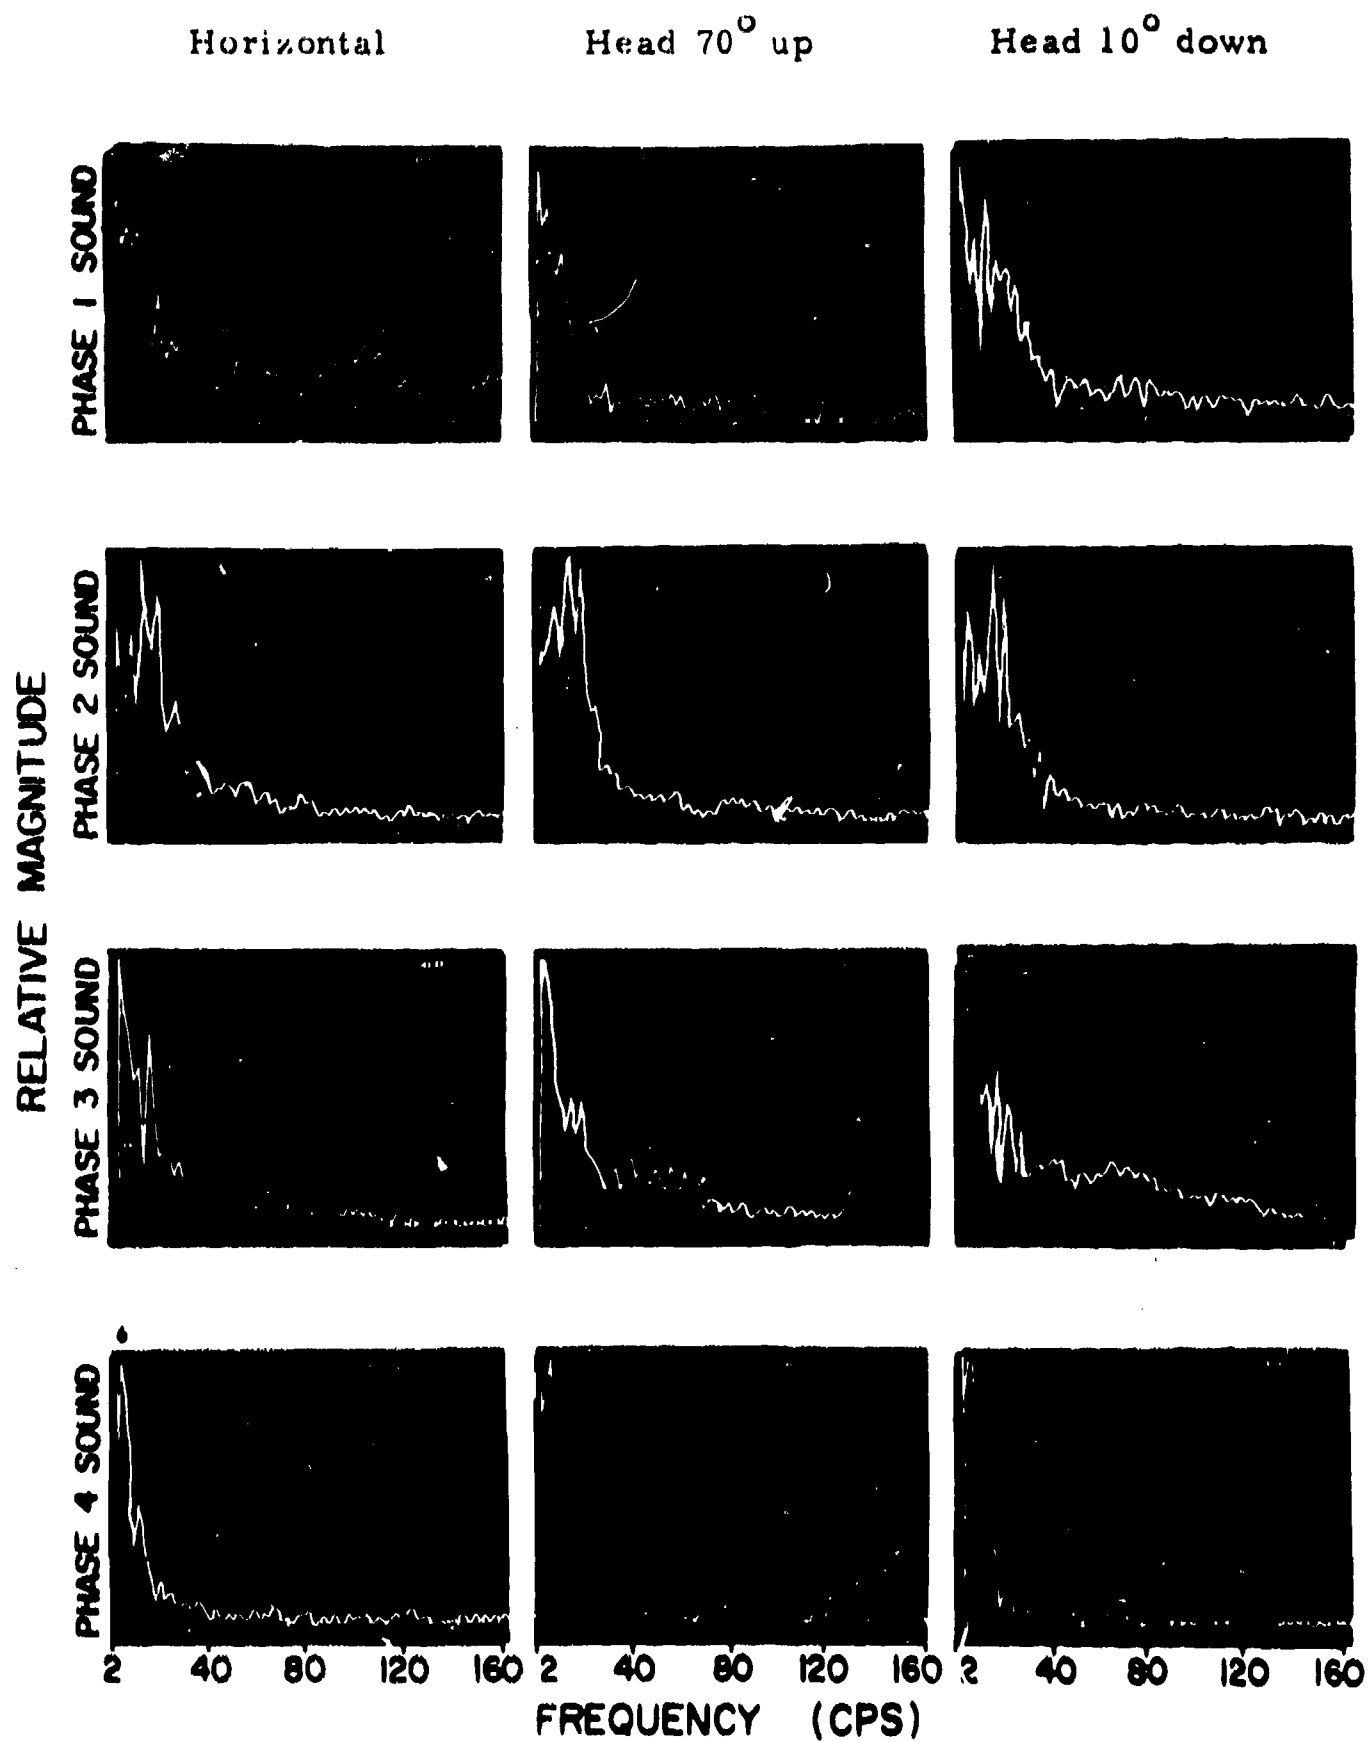 Horizontal Head 70° up Head 10° down
RELATIVE MAGNITUDE
PHASE 1 SOUND
PHASE 2 SOUND
PHASE 3 SOUND
PHASE 4 SOUND
2 40 80 120 160 2 40 80 120 160 2 40 80 120 160
FREQUENCY (CPS)